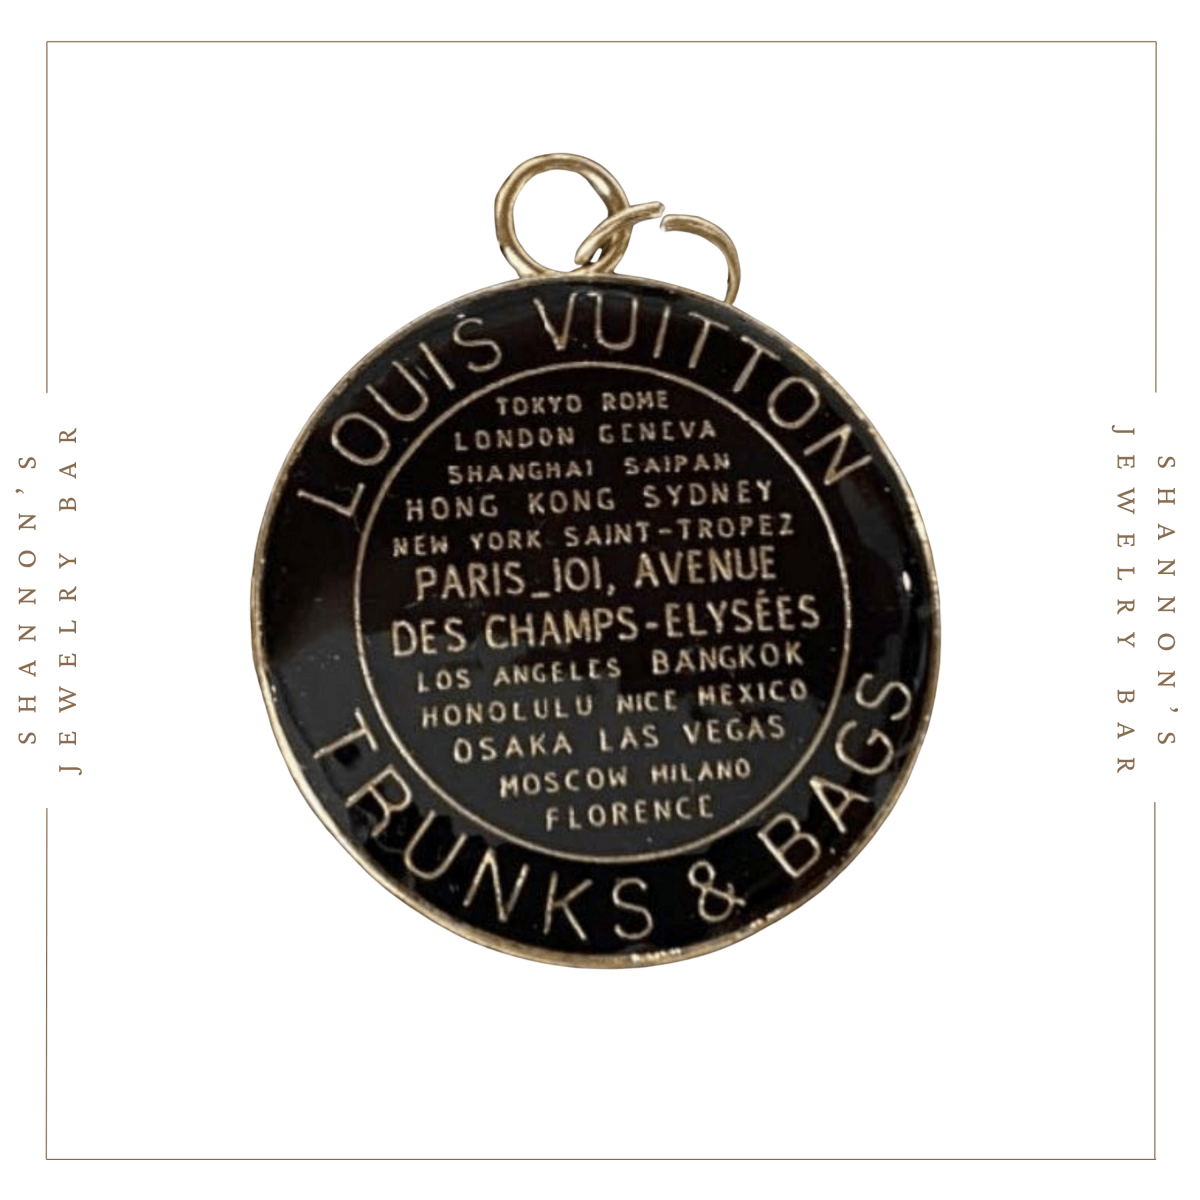 SHANNON'S
JEWELRY BAR
LOUIS VUITTON
TOKYO ROME
LONDON GENEVA
SHANGHAI SAIPAN
HONG KONG SYDNEY
NEW YORK SAINT-TROPEZ
PARIS_101, AVENUE
DES CHAMPS-ELYSÉES
LOS ANGELES BANGKOK
HONOLULU NICE MEXICO
OSAKA LAS VEGAS
MOSCOW MILANO
FLORENCE
TRUNKS & BAGS
SHANNON'S
JEWELRY BAR